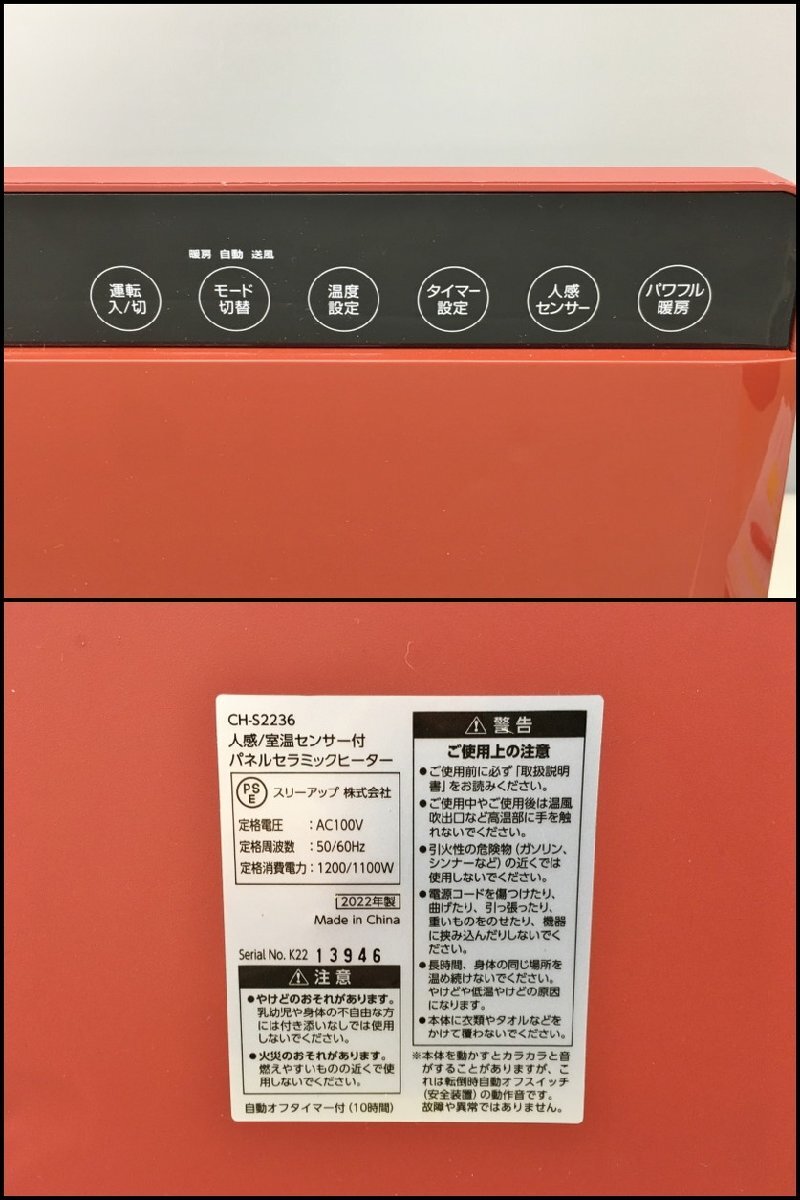 暖房 自動 送風
運転
入/切
モード
切替
温度
設定
タイマー
設定
人感
センサー
パワフル
暖房
CH-S2236
人感/室温センサー付
パネルセラミックヒーター
PS
E
スリーアップ 株式会社
定格電圧 :AC100V
定格周波数 :50/60Hz
定格消費電力:1200/1100W
2022年製
Made in China
Serial No. K22 13946
注意
●やけどのおそれがあります。
乳幼児や身体の不自由な方
には付き添いなしでは使用
しないでください。
●火災のおそれがあります。
燃えやすいものの近くで使
用しないでください。
自動オフタイマー付(10時間)
警告
ご使用上の注意
●ご使用前に必ず「取扱説明
書」をお読みください。
●ご使用中やご使用後は温風
吹出口など高温部に手を触
れないでください。
●引火性の危険物(ガソリン、
シンナーなど)の近くでは
使用しないでください。
●電源コードを傷つけたり、
曲げたり、引っ張ったり、
重いものをのせたり、機器
に挟み込んだりしないでく
ださい。
●長時間、身体の同じ場所を
温め続けないでください。
やけどや低温やけどの原因
になります。
●本体に衣類やタオルなどを
かけて覆わないでください。
※本体を動かすとカラカラと音
がすることがありますが、こ
れは転倒時自動オフスイッチ
(安全装置)の動作音です。
故障や異常ではありません。